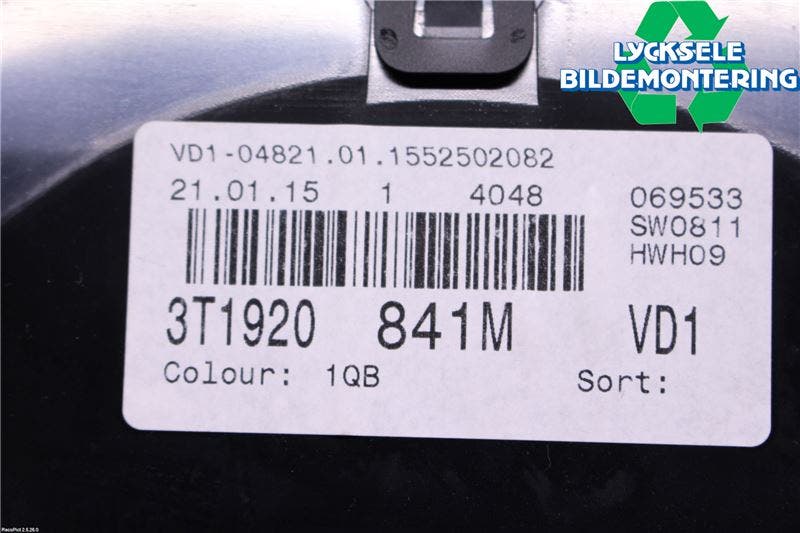 LYCKSELE
BILDEMONTERING
VD1-04821.01.1552502082
21.01.15 1 4048 069533
SW0811
HWH09
3T1920 841M VD1
Colour: 1QB Sort: